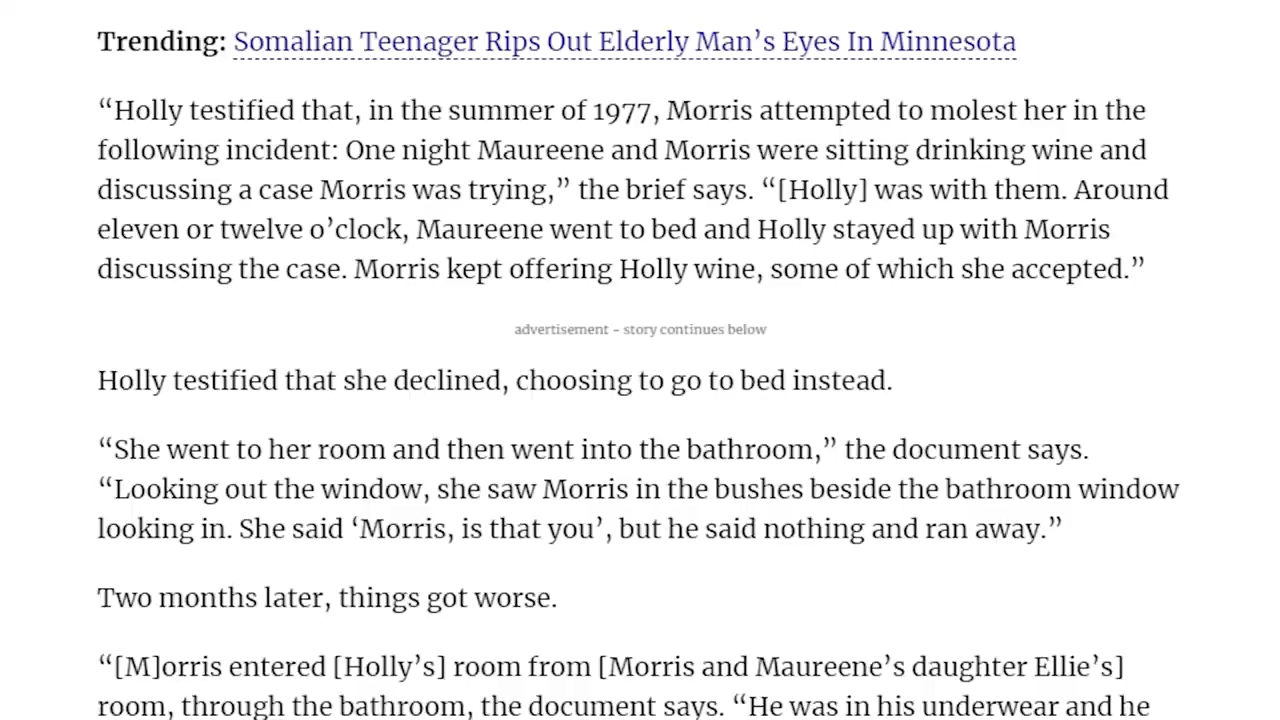 Trending: Somalian Teenager Rips Out Elderly Man’s Eyes In Minnesota
“Holly testified that, in the summer of 1977, Morris attempted to molest her in the
following incident: One night Maureene and Morris were sitting drinking wine and
discussing a case Morris was trying,” the brief says. “[Holly] was with them. Around
eleven or twelve o’clock, Maureene went to bed and Holly stayed up with Morris
discussing the case. Morris kept offering Holly wine, some of which she accepted.”
advertisement - story continues below
Holly testified that she declined, choosing to go to bed instead.
“She went to her room and then went into the bathroom,” the document says.
“Looking out the window, she saw Morris in the bushes beside the bathroom window
looking in. She said ‘Morris, is that you’, but he said nothing and ran away.”
Two months later, things got worse.
“[M]orris entered [Holly’s] room from [Morris and Maureene’s daughter Ellie’s]
room, through the bathroom, the document says. “He was in his underwear and he